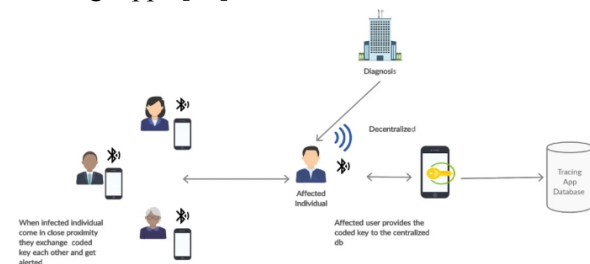 Diagnosis
Decentralized
Affected
Individual
Tracing
App
Database
When infected individual
come in close proximity
they exchange coded
key each other and get
alerted
Affected user provides the
coded key to the centralized
db